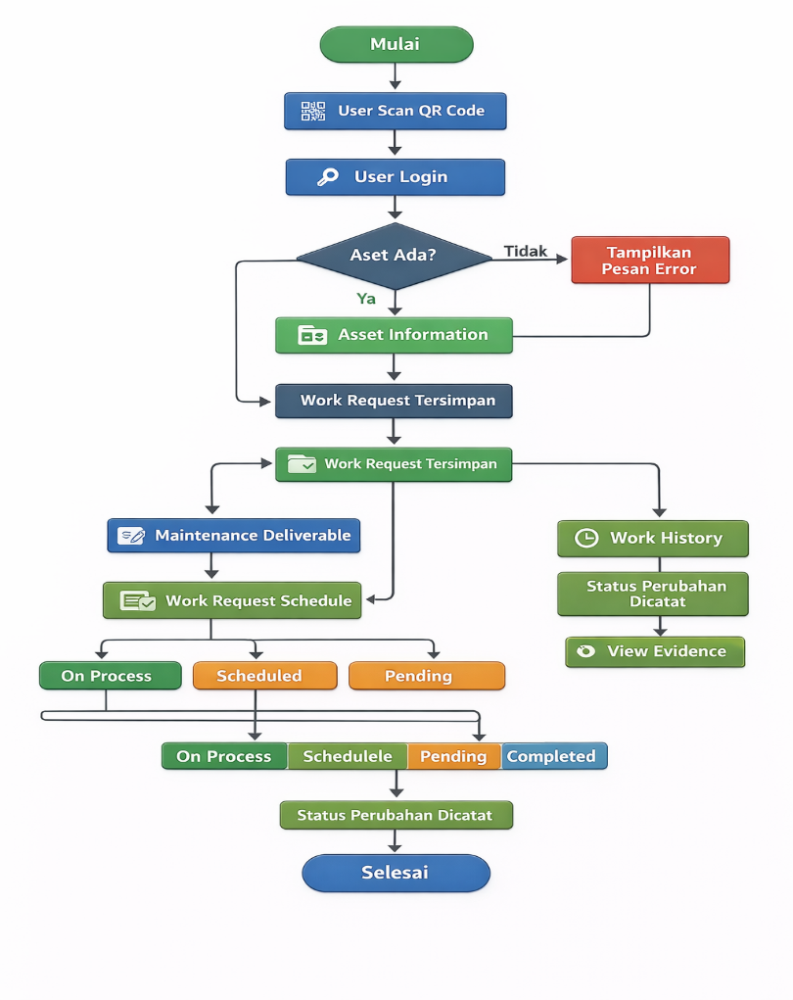 Mulai
User Scan QR Code
User Login
Aset Ada?
Tidak
Tampilkan
Pesan Error
Ya
Asset Information
Work Request Tersimpan
Work Request Tersimpan
Maintenance Deliverable
Work History
Work Request Schedule
Status Perubahan
Dicatat
View Evidence
On Process
Scheduled
Pending
On Process
Schedulele
Pending
Completed
Status Perubahan Dicatat
Selesai